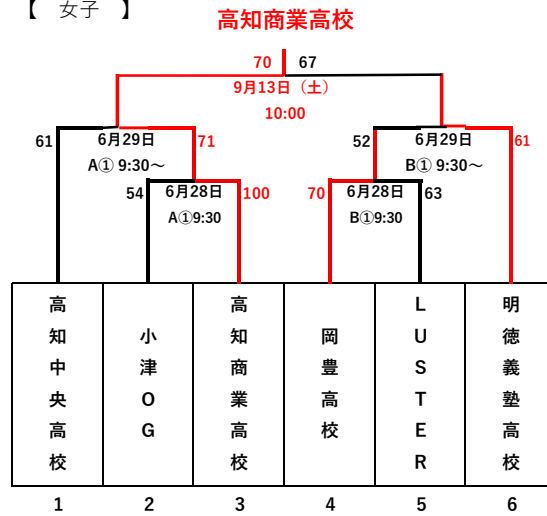 【　女子　】
高知商業高校
70 67
9月13日（土）
10:00
61 6月29日 71 52 6月29日 61
A① 9:30～ B① 9:30～
54 6月28日 100 70 6月28日 63
A①9:30 B①9:30
高知中央高校
小津OG
高知商業高校
岡豊高校
LUSTER
明徳義塾高校
1 2 3 4 5 6